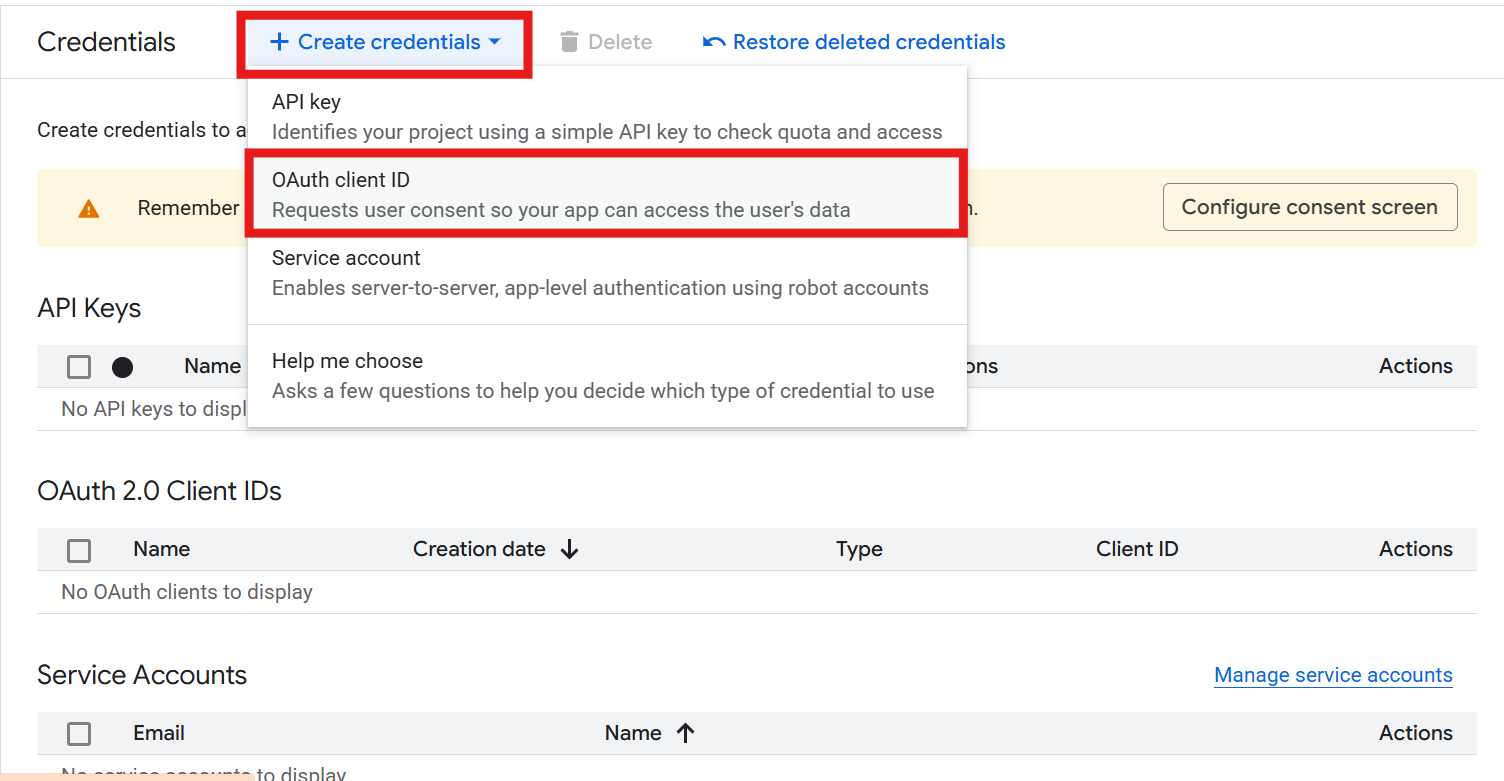 Credentials
Create credentials
Delete
Restore deleted credentials
API key
Identifies your project using a simple API key to check quota and access
Create credentials to a
OAuth client ID
Requests user consent so your app can access the user's data
Remember
n.
Configure consent screen
Service account
Enables server-to-server, app-level authentication using robot accounts
Help me choose
Asks a few questions to help you decide which type of credential to use
API Keys
Name
ons
Actions
No API keys to displ
OAuth 2.0 Client IDs
Name Creation date Type Client ID Actions
No OAuth clients to display
Service Accounts
Manage service accounts
Email Name Actions
No service accounts to display